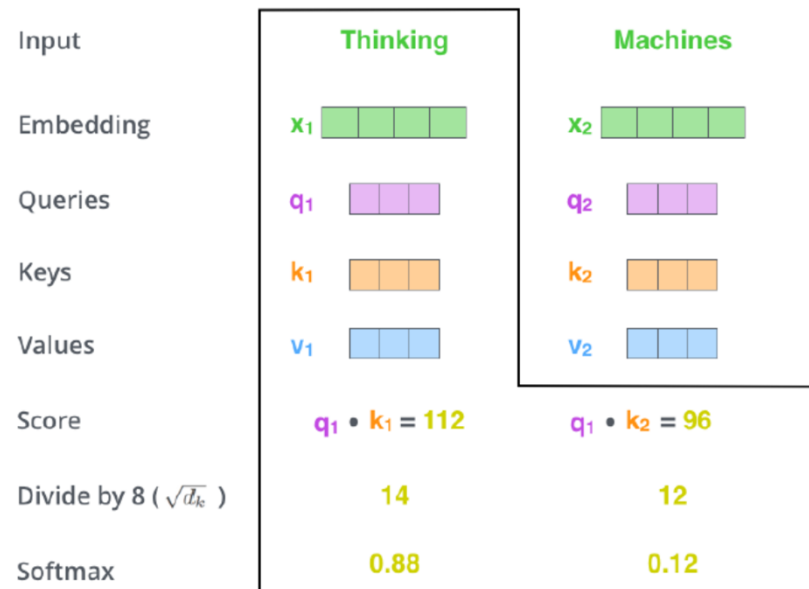 Input Thinking Machines
Embedding x₁ x₂
Queries q₁ q₂
Keys k₁ k₂
Values v₁ v₂
Score q₁ • k₁ = 112 q₁ • k₂ = 96
Divide by 8 ( √dₖ ) 14 12
Softmax 0.88 0.12